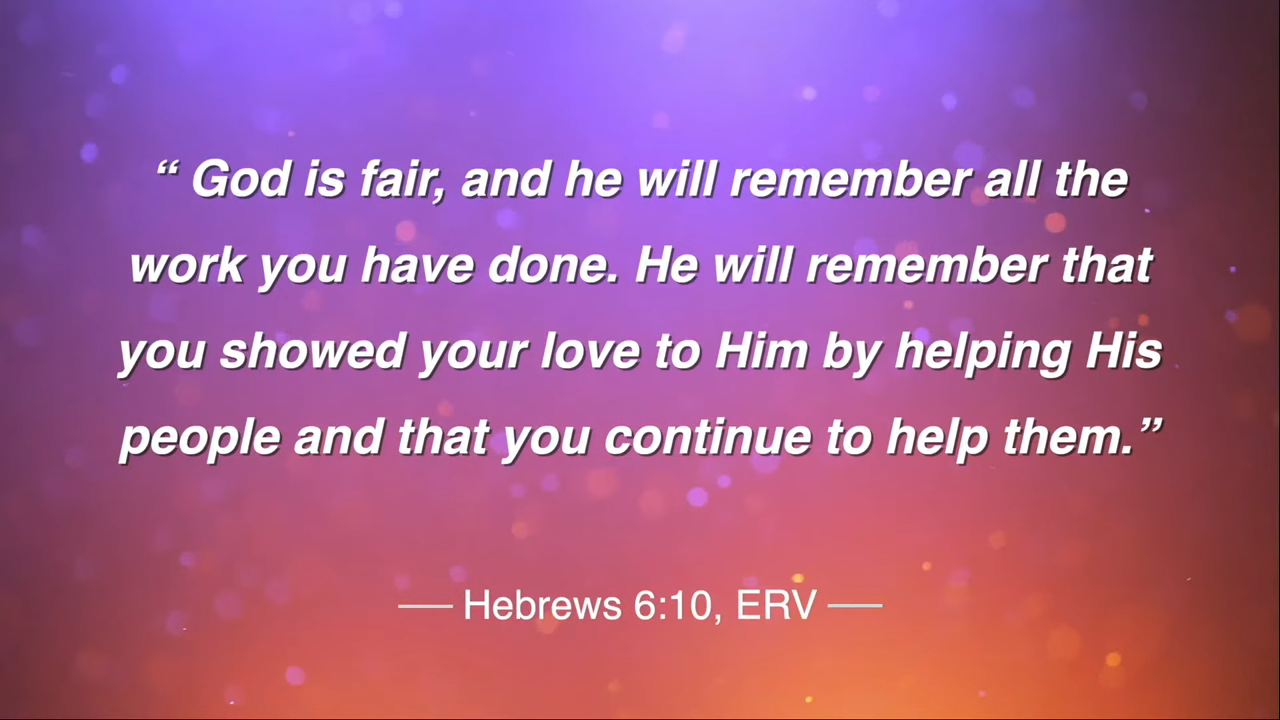 “ God is fair, and he will remember all the
work you have done. He will remember that
you showed your love to Him by helping His
people and that you continue to help them.”
— Hebrews 6:10, ERV —